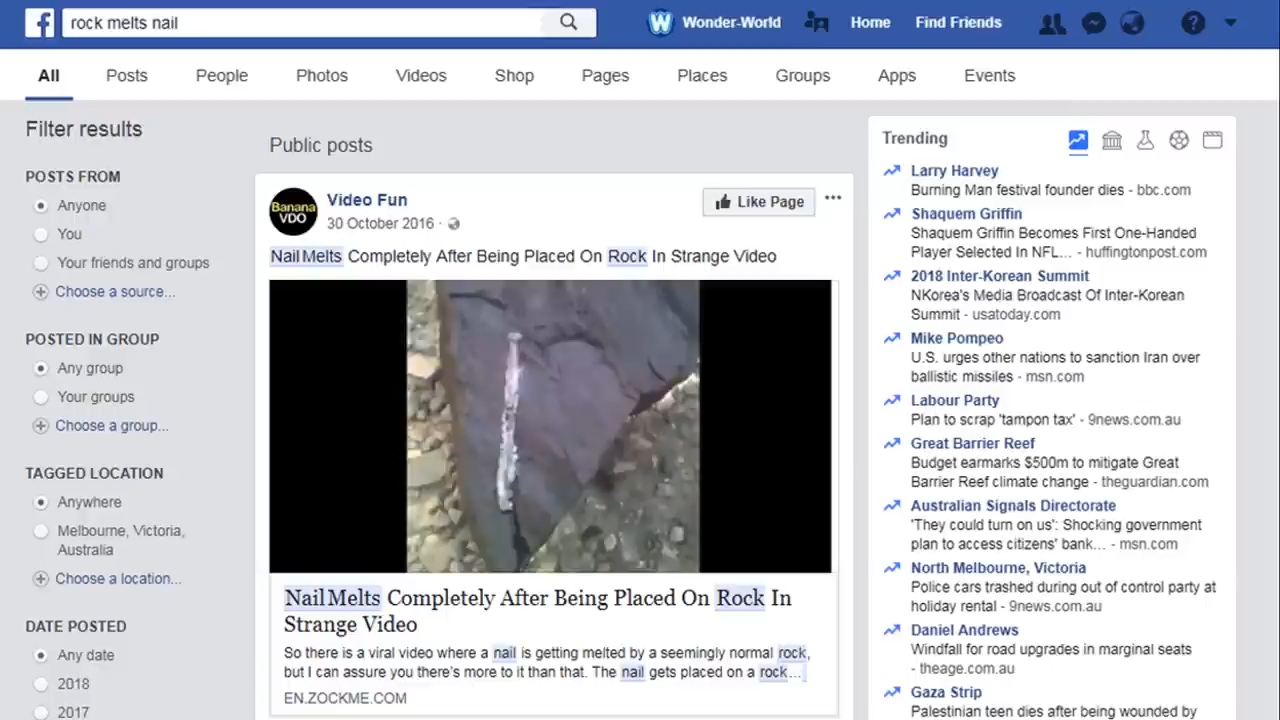 rock melts nail
Wonder-World
Home
Find Friends
All
Posts
People
Photos
Videos
Shop
Pages
Places
Groups
Apps
Events
Filter results
POSTS FROM
Anyone
You
Your friends and groups
Choose a source...
POSTED IN GROUP
Any group
Your groups
Choose a group...
TAGGED LOCATION
Anywhere
Melbourne, Victoria,
Australia
Choose a location...
DATE POSTED
Any date
2018
2017
Public posts
Banana
VDO
Video Fun
30 October 2016 ·
Like Page
Nail Melts Completely After Being Placed On Rock In Strange Video
Nail Melts Completely After Being Placed On Rock In
Strange Video
So there is a viral video where a nail is getting melted by a seemingly normal rock,
but I can assure you there's more to it than that. The nail gets placed on a rock...
EN.ZOCKME.COM
Trending
Larry Harvey
Burning Man festival founder dies - bbc.com
Shaquem Griffin
Shaquem Griffin Becomes First One-Handed
Player Selected In NFL... - huffingtonpost.com
2018 Inter-Korean Summit
NKorea's Media Broadcast Of Inter-Korean
Summit - usatoday.com
Mike Pompeo
U.S. urges other nations to sanction Iran over
ballistic missiles - msn.com
Labour Party
Plan to scrap 'tampon tax' - 9news.com.au
Great Barrier Reef
Budget earmarks $500m to mitigate Great
Barrier Reef climate change - theguardian.com
Australian Signals Directorate
'They could turn on us': Shocking government
plan to access citizens' bank... - msn.com
North Melbourne, Victoria
Police cars trashed during out of control party at
holiday rental - 9news.com.au
Daniel Andrews
Windfall for road upgrades in marginal seats
- theage.com.au
Gaza Strip
Palestinian teen dies after being wounded by